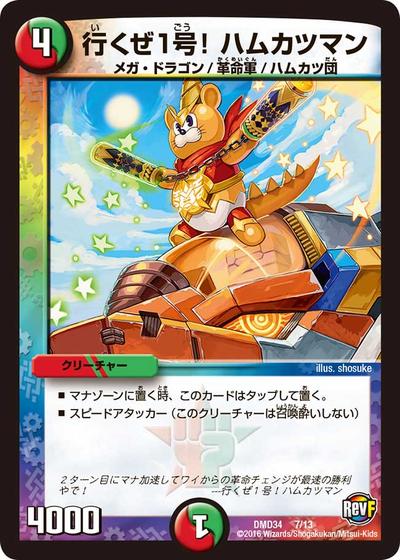 4
行くぜ1号! ハムカツマン
メガ・ドラゴン / 革命軍 / ハムカツ団
クリーチャー
illus. shosuke
■ マナゾーンに置く時、このカードはタップして置く。
■ スピードアタッカー (このクリーチャーは召喚酔いしない)
2ターン目にマナ加速してワイからの革命チェンジが最速の勝利
やで!　---行くぜ1号!ハムカツマン
4000
1
DMD34 7/13
©2016 Wizards/Shogakukan/Mitsui-Kids
RevF